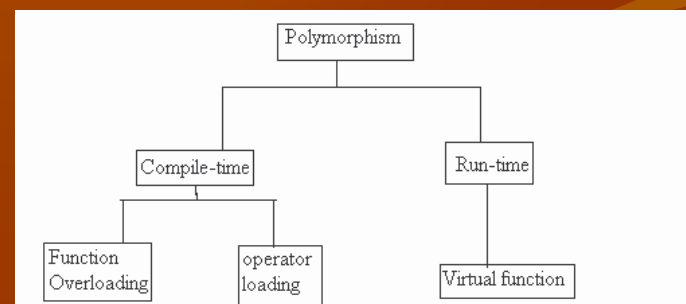 Polymorphism
Compile-time
Run-time
Function
Overloading
operator
loading
Virtual function